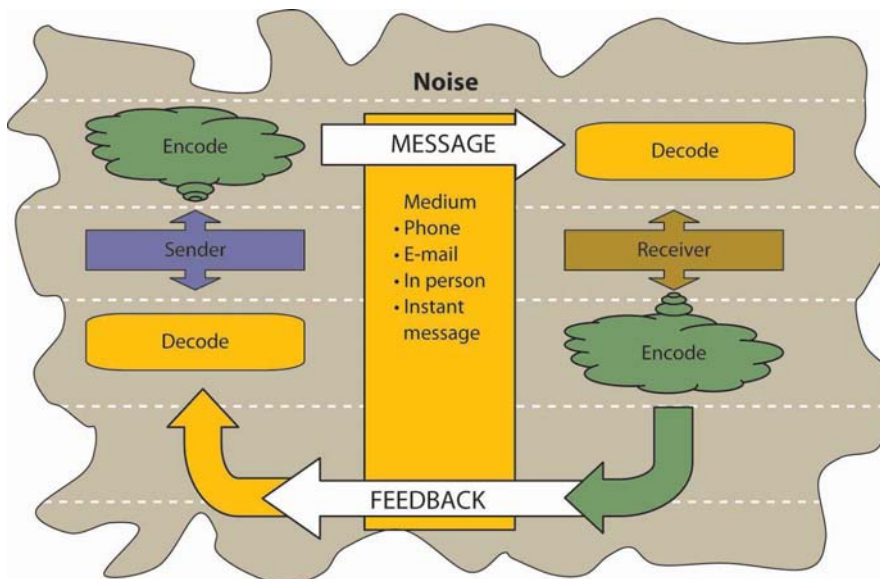 Noise
Encode
MESSAGE
Decode
Medium
• Phone
• E-mail
• In person
• Instant
message
Sender
Receiver
Decode
Encode
FEEDBACK